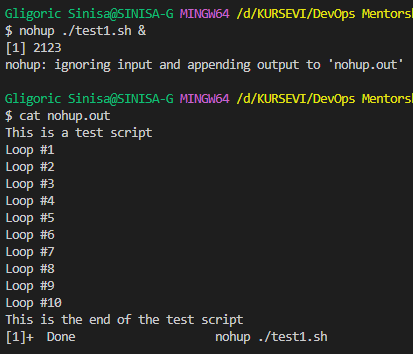 Gligoric Sinisa@SINISA-G MINGW64 /d/KURSEVI/DevOps Mentorsh
$ nohup ./test1.sh &
[1] 2123
nohup: ignoring input and appending output to 'nohup.out'
Gligoric Sinisa@SINISA-G MINGW64 /d/KURSEVI/DevOps Mentorsh
$ cat nohup.out
This is a test script
Loop #1
Loop #2
Loop #3
Loop #4
Loop #5
Loop #6
Loop #7
Loop #8
Loop #9
Loop #10
This is the end of the test script
[1]+  Done                    nohup ./test1.sh